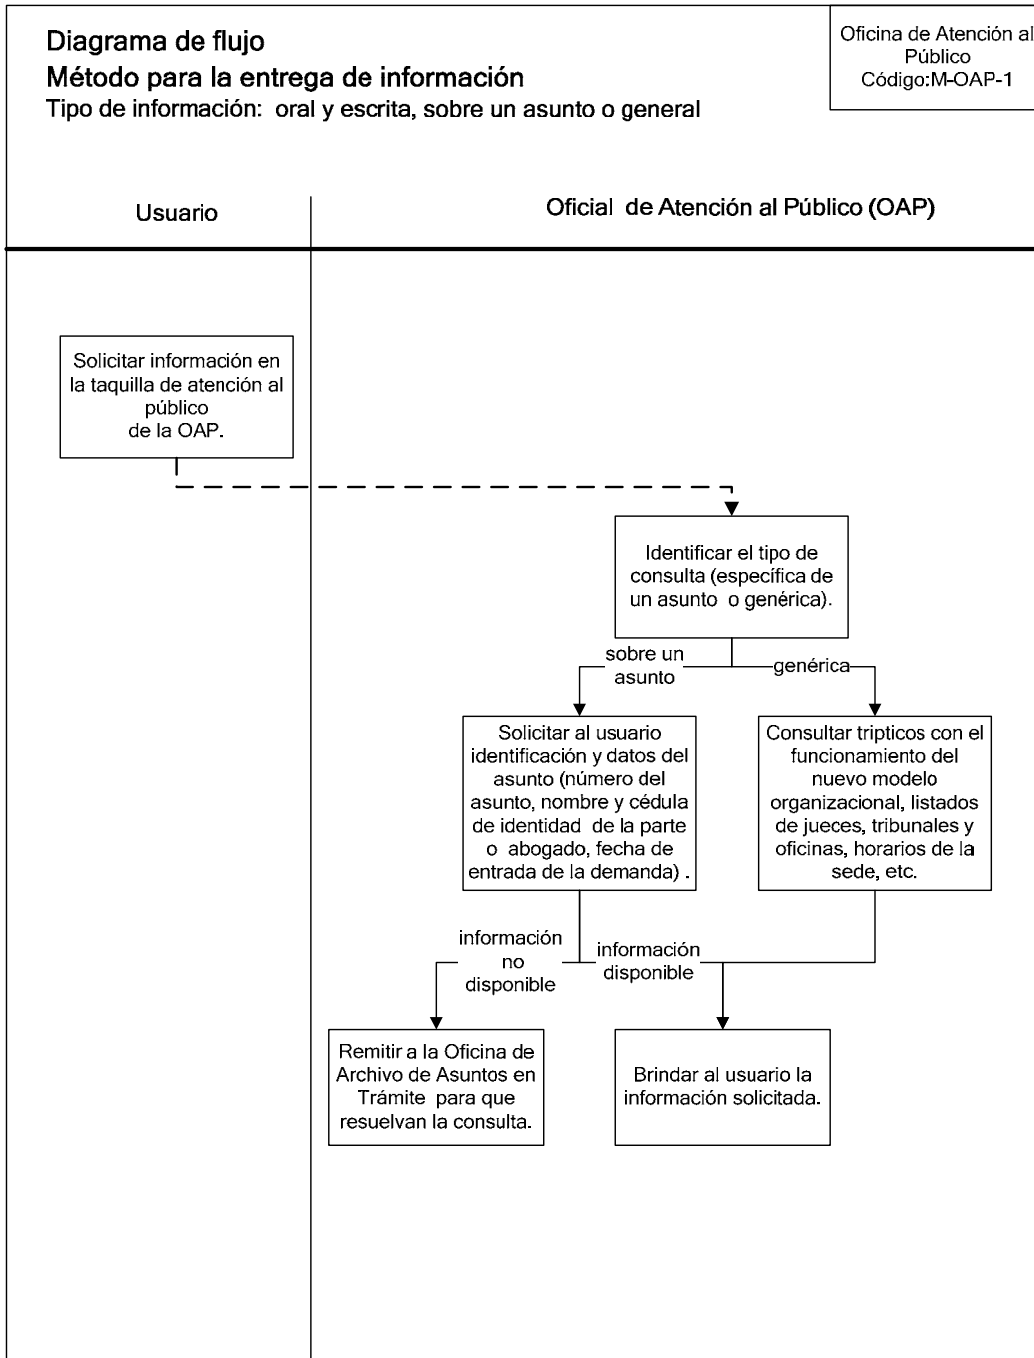 Diagrama de flujo
Método para la entrega de información
Tipo de información: oral y escrita, sobre un asunto o general
Oficina de Atención al
Público
Código:M-OAP-1
Usuario
Oficial de Atención al Público (OAP)
Solicitar información en
la taquilla de atención al
público
de la OAP.
Identificar el tipo de
consulta (específica de
un asunto o genérica).
sobre un
asunto
genérica
Solicitar al usuario
identificación y datos del
asunto (número del
asunto, nombre y cédula
de identidad de la parte
o abogado, fecha de
entrada de la demanda) .
Consultar tripticos con el
funcionamiento del
nuevo modelo
organizacional, listados
de jueces, tribunales y
oficinas, horarios de la
sede, etc.
información
no
disponible
información
disponible
Remitir a la Oficina de
Archivo de Asuntos en
Trámite para que
resuelvan la consulta.
Brindar al usuario la
información solicitada.